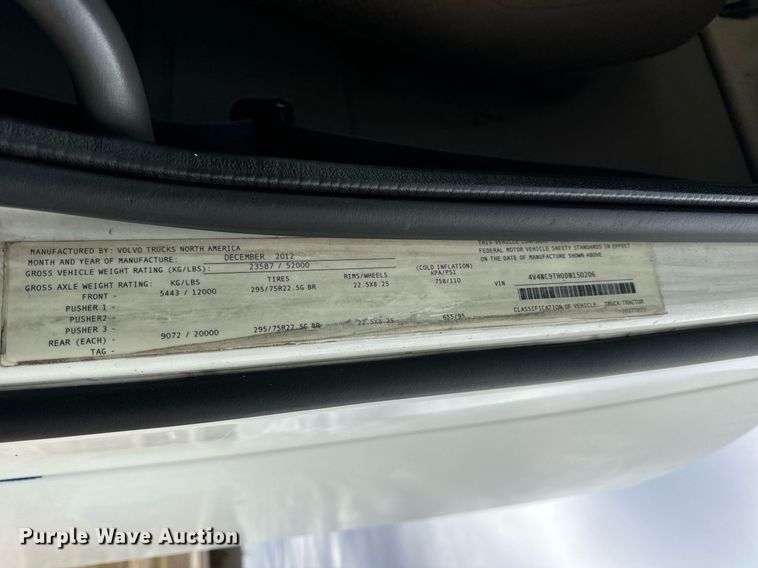 MANUFACTURED BY: VOLVO TRUCKS NORTH AMERICA
MONTH AND YEAR OF MANUFACTURE: DECEMBER 2012
GROSS VEHICLE WEIGHT RATING (KG/LBS): 23587 / 52000
GROSS AXLE WEIGHT RATING: KG/LBS TIRES RIMS/WHEELS (COLD INFLATION) KPA/PSI
FRONT - 5443 / 12000 295/75R22.5G BR 22.5X8.25 758/110
PUSHER 1 -
PUSHER2 -
PUSHER 3 -
REAR (EACH) - 9072 / 20000 295/75R22.5G BR 22.5X8.25 655/95
TAG -
FEDERAL MOTOR VEHICLE SAFETY STANDARDS IN EFFECT
ON THE DATE OF MANUFACTURE SHOWN ABOVE.
VIN 4V4NC9TH0DN150206
CLASSIFICATION OF VEHICLE: TRUCK TRACTOR
Purple Wave Auction